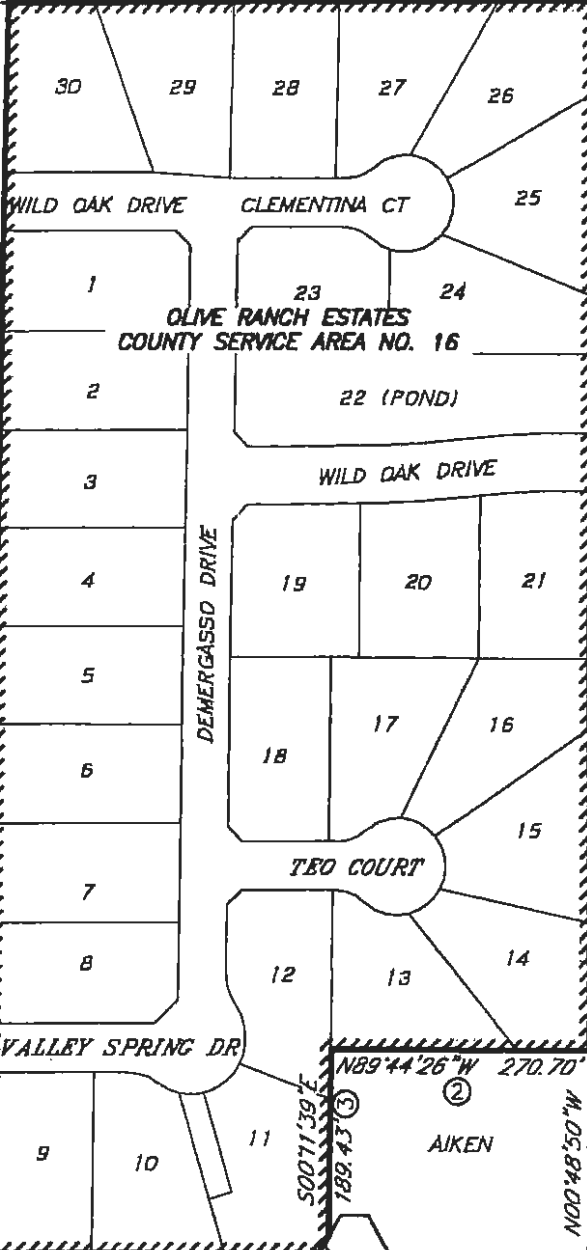 30
29
28
27
26
25
WILD OAK DRIVE
CLEMENTINA CT
1
23
24
OLIVE RANCH ESTATES
COUNTY SERVICE AREA NO. 16
2
22 (POND)
WILD OAK DRIVE
3
DEMERGASSO DRIVE
4
19
20
21
5
6
18
17
16
15
TEO COURT
7
8
12
13
14
VALLEY SPRING DR
9
10
11
N89°44'26"W 270.70'
S00°11'39"E
189.43'
3
2
AIKEN
N00°48'50"W